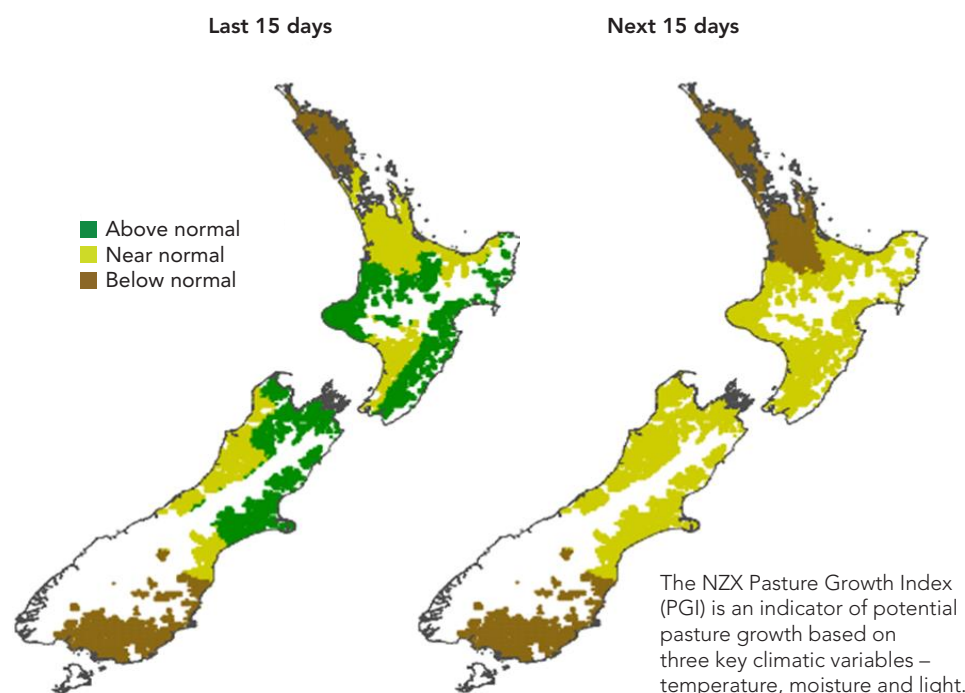 Last 15 days
Next 15 days
Above normal
Near normal
Below normal
The NZX Pasture Growth Index
(PGI) is an indicator of potential
pasture growth based on
three key climatic variables –
temperature, moisture and light.